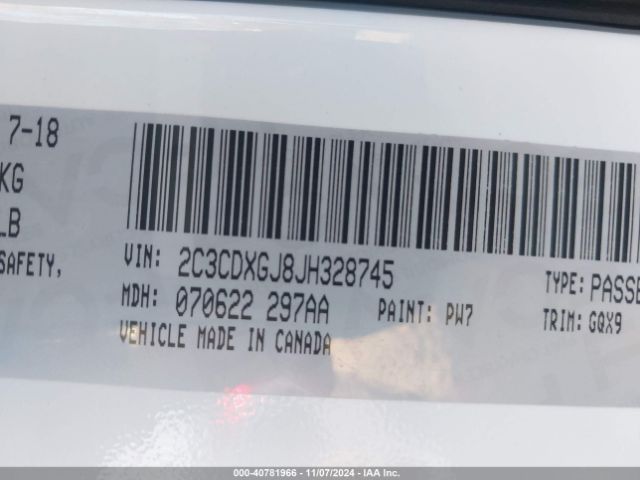 7-18
KG
LB
SAFETY,
VIN: 2C3CDXGJ8JH328745
TYPE: PASSE
MDH: 070622 297AA
PAINT: PW7
TRIM: GQX9
VEHICLE MADE IN CANADA
000-40781966 - 11/07/2024 - IAA Inc.